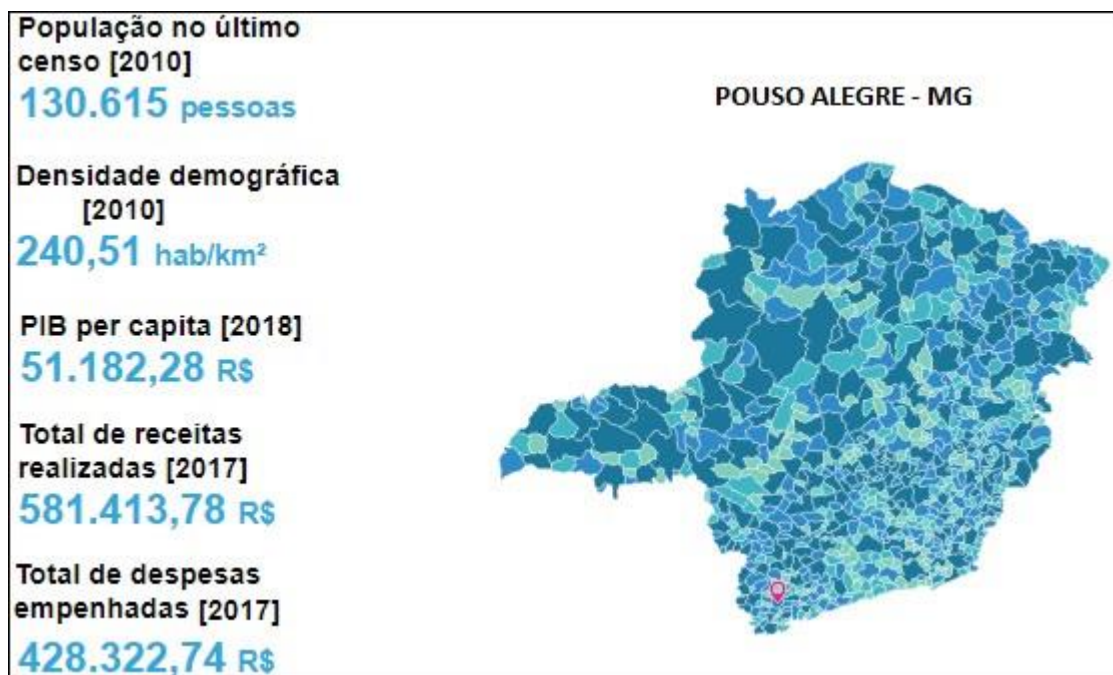 População no último
censo [2010]
130.615 pessoas
Densidade demográfica
[2010]
240,51 hab/km²
PIB per capita [2018]
51.182,28 R$
Total de receitas
realizadas [2017]
581.413,78 R$
Total de despesas
empenhadas [2017]
428.322,74 R$
POUSO ALEGRE - MG